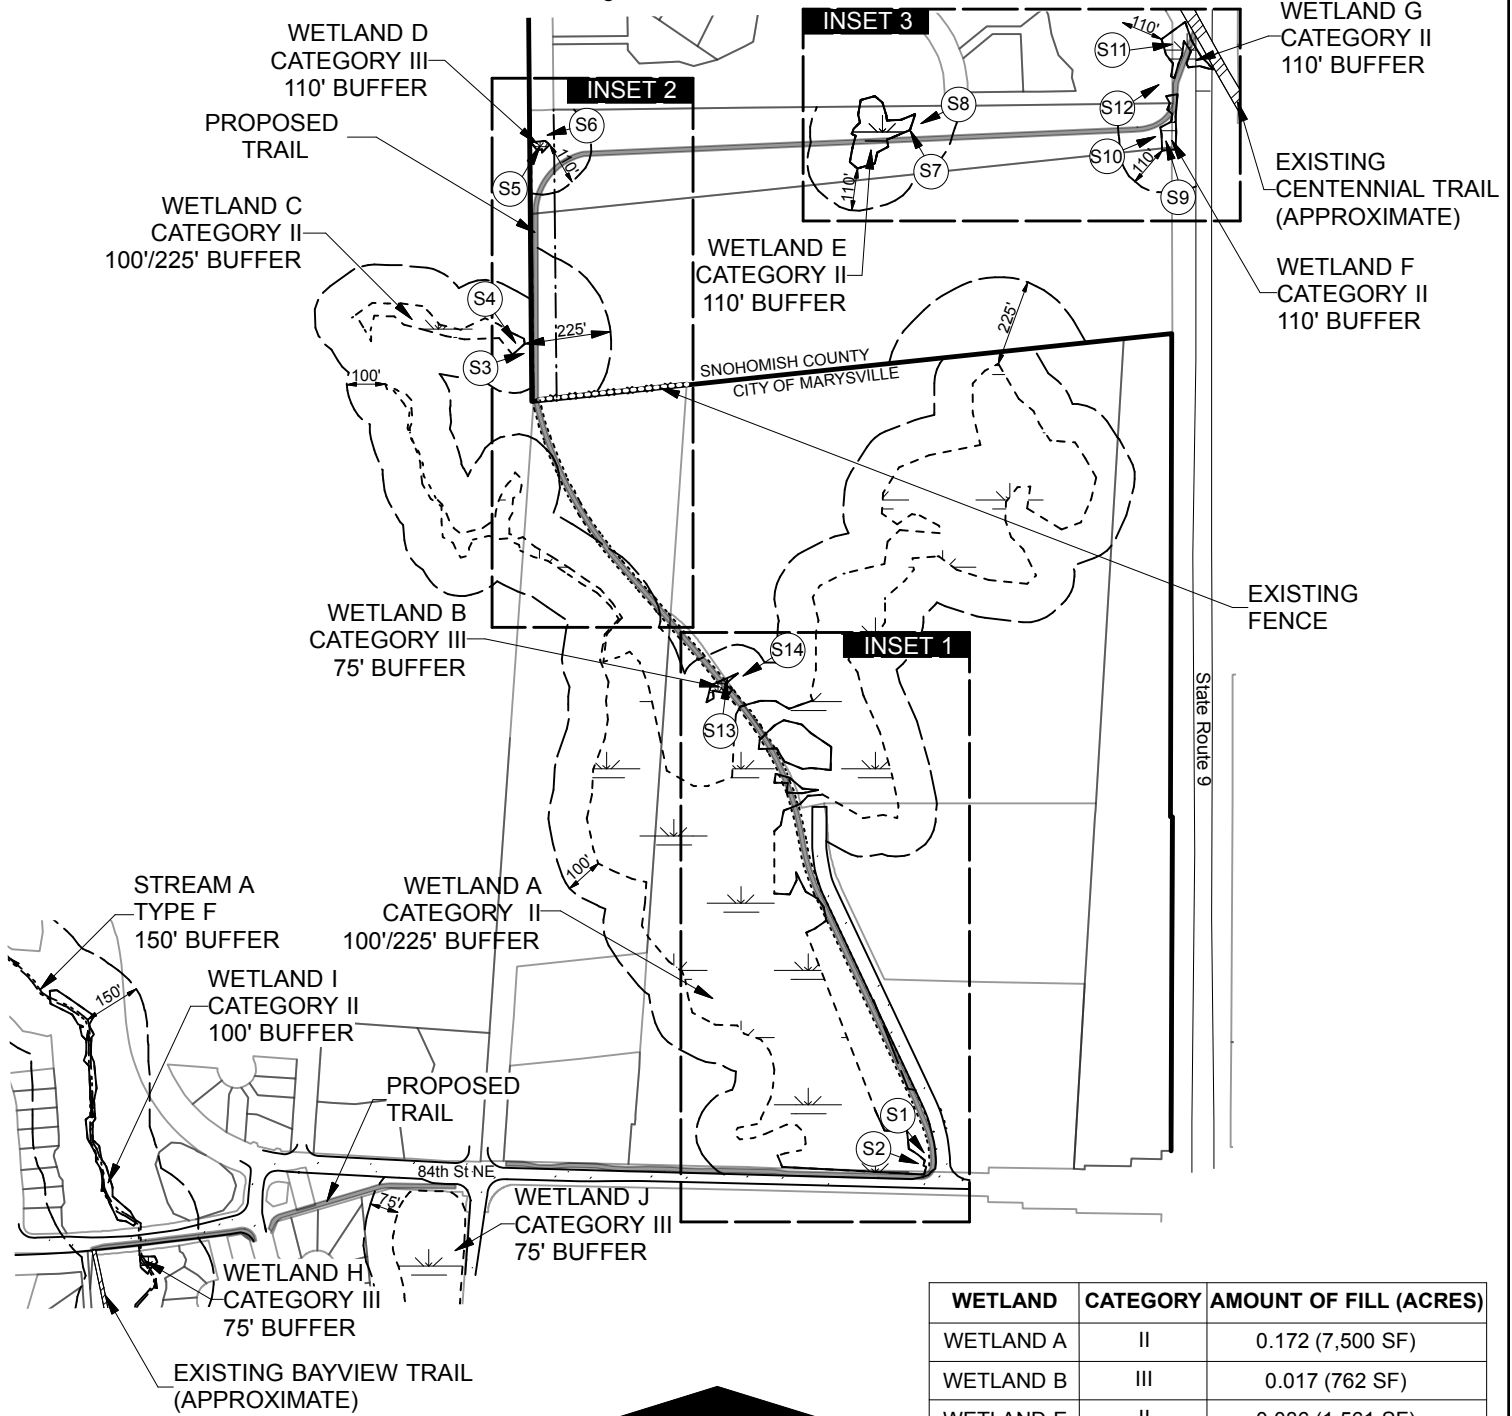 WETLAND D
CATEGORY III
110' BUFFER
PROPOSED
TRAIL
WETLAND C
CATEGORY II
100'/225' BUFFER
INSET 2
S6
S5
110'
S4
S3
225'
100'
INSET 3
110'
S11
S8
S12
S7
S10
S9
110'
110'
WETLAND G
CATEGORY II
110' BUFFER
EXISTING
CENTENNIAL TRAIL
(APPROXIMATE)
WETLAND E
CATEGORY II
110' BUFFER
WETLAND F
CATEGORY II
110' BUFFER
225'
SNOHOMISH COUNTY
CITY OF MARYSVILLE
EXISTING
FENCE
WETLAND B
CATEGORY III
75' BUFFER
INSET 1
S14
S13
State Route 9
100'
STREAM A
TYPE F
150' BUFFER
WETLAND A
CATEGORY II
100'/225' BUFFER
150'
WETLAND I
CATEGORY II
100' BUFFER
PROPOSED
TRAIL
S1
S2
84th St NE
75'
WETLAND J
CATEGORY III
75' BUFFER
WETLAND H
CATEGORY III
75' BUFFER
EXISTING BAYVIEW TRAIL
(APPROXIMATE)
WETLAND CATEGORY AMOUNT OF FILL (ACRES)
WETLAND A II 0.172 (7,500 SF)
WETLAND B III 0.017 (762 SF)
WETLAND E II